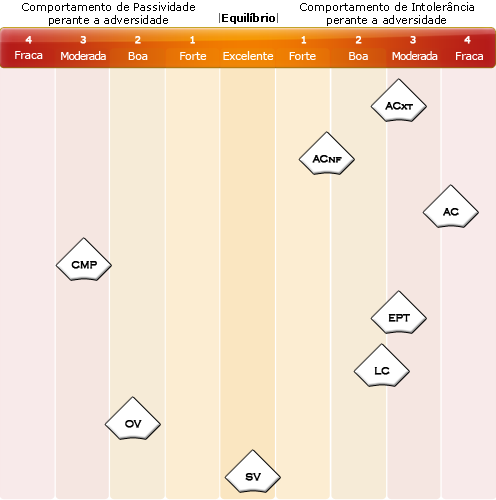 Comportamento de Passividade
perante a adversidade
|Equilíbrio|
Comportamento de Intolerância
perante a adversidade
4 3 2 1 1 2 3 4
Fraca Moderada Boa Forte Excelente Forte Boa Moderada Fraca
ACXT
ACNF
AC
CMP
EPT
LC
OV
SV